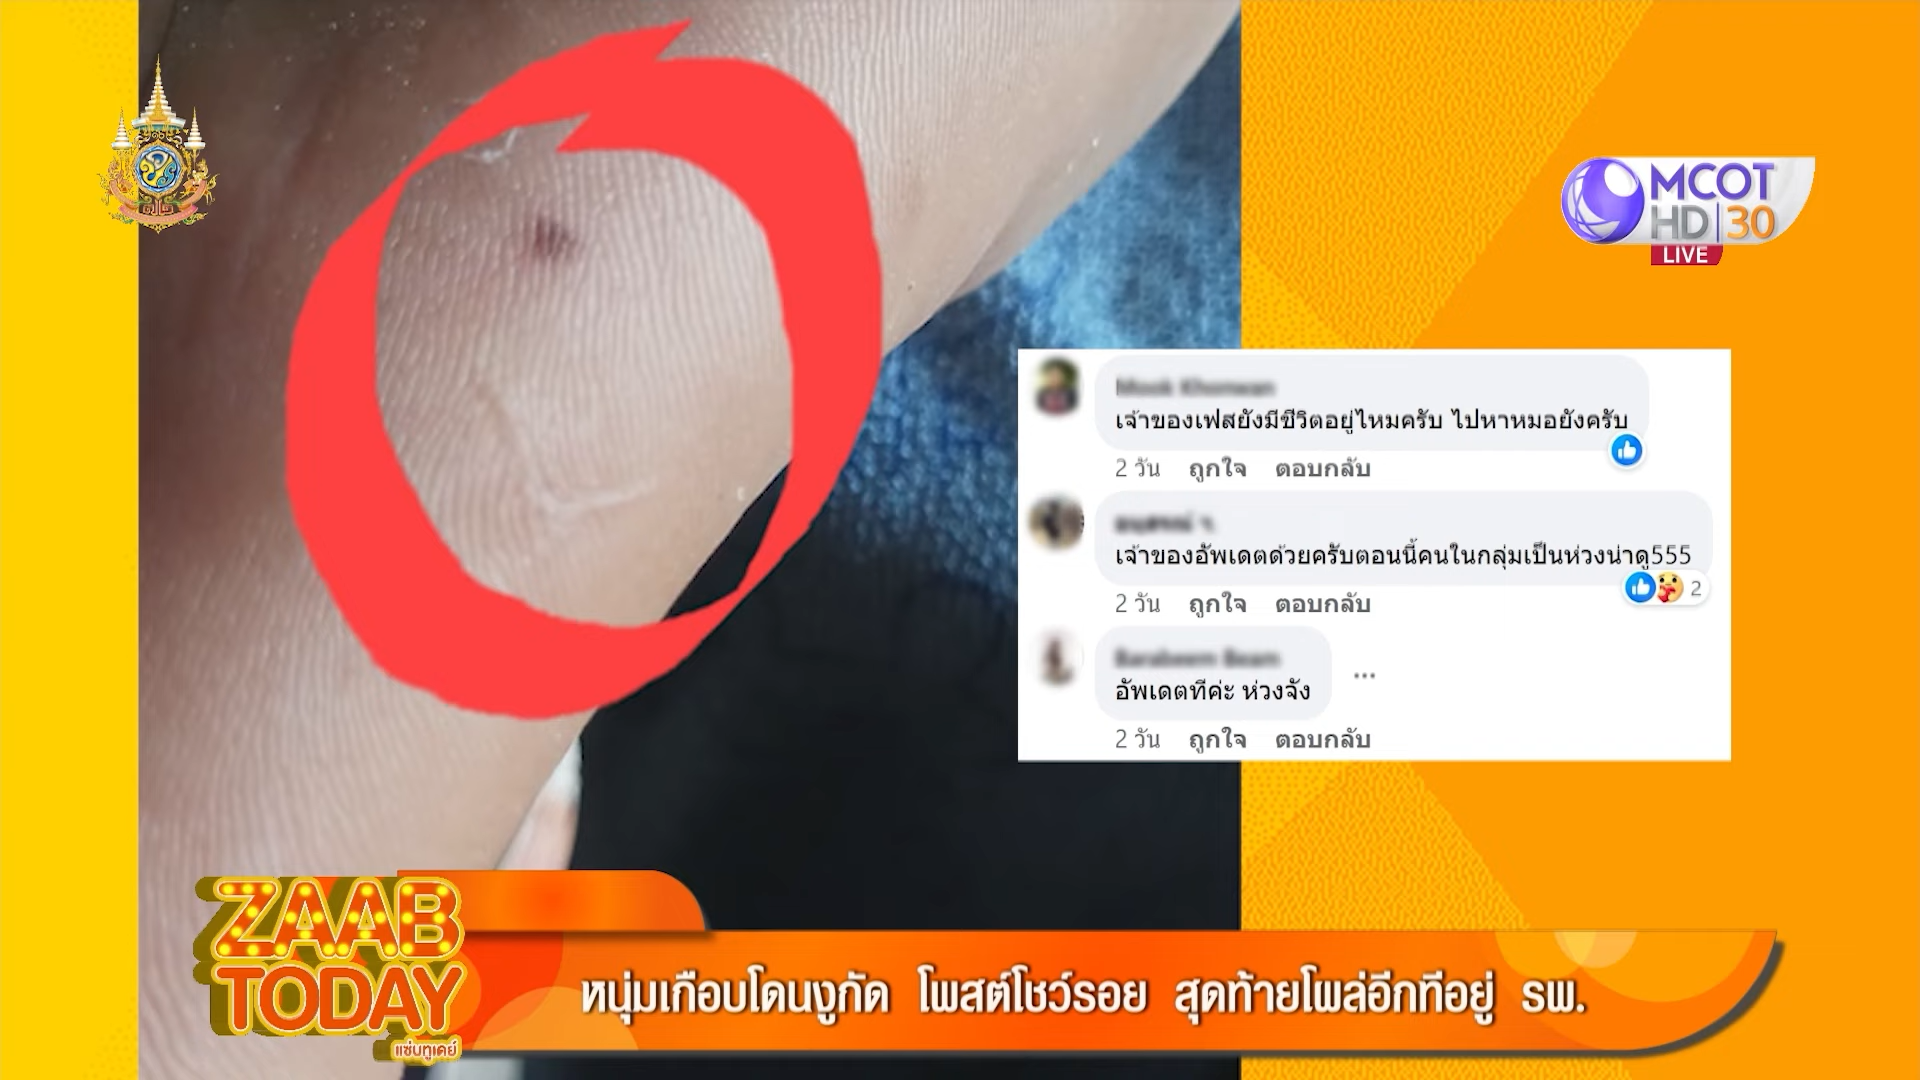 MCOT
HD 30
LIVE
เจ้าของเฟสยังมีชีวิตอยู่ไหมครับ ไปหาหมอยังครับ
2 วัน ถูกใจ ตอบกลับ
เจ้าของอัพเดตด้วยครับตอนนี้คนในกลุ่มเป็นห่วงน่าดู555
2
2 วัน ถูกใจ ตอบกลับ
อัพเดตทีค่ะ ห่วงจัง
2 วัน ถูกใจ ตอบกลับ
ZAAB
TODAY
แซ่บทูเดย์
หนุ่มเกือบโดนงูกัด โพสต์โชว์รอย สุดท้ายโผล่อีกทีอยู่ รพ.